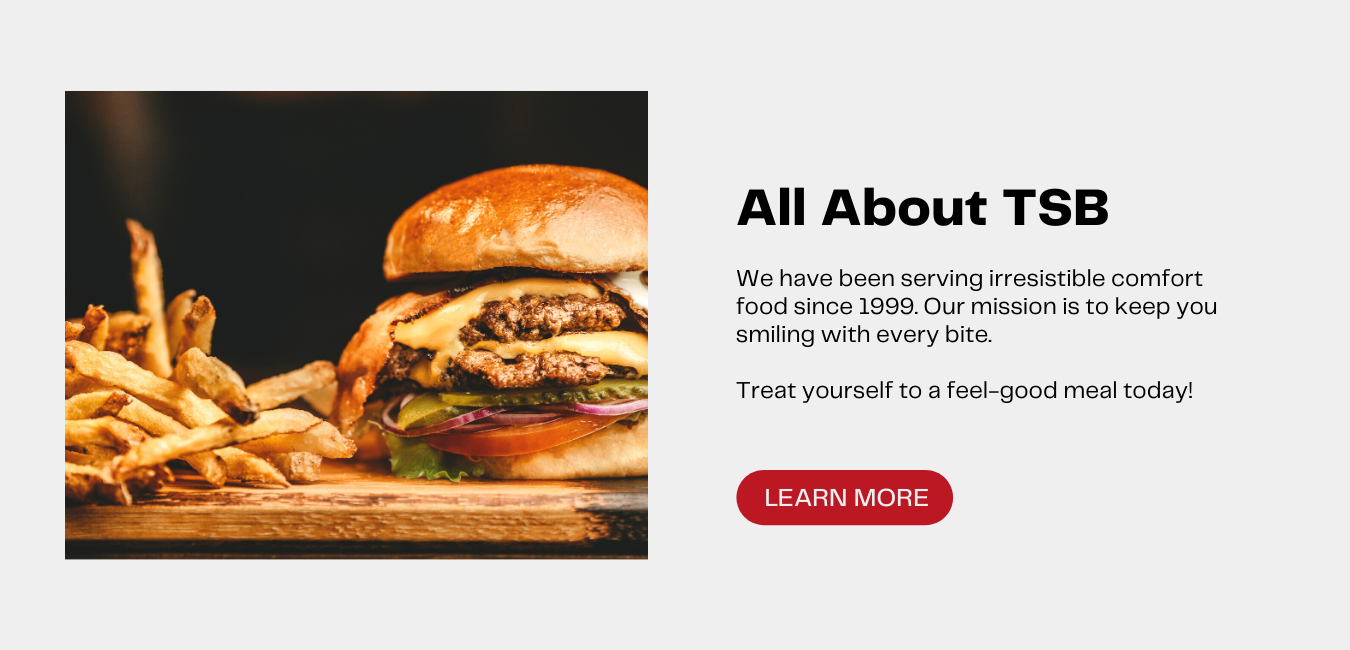 All About TSB
We have been serving irresistible comfort
food since 1999. Our mission is to keep you
smiling with every bite.
Treat yourself to a feel-good meal today!
LEARN MORE